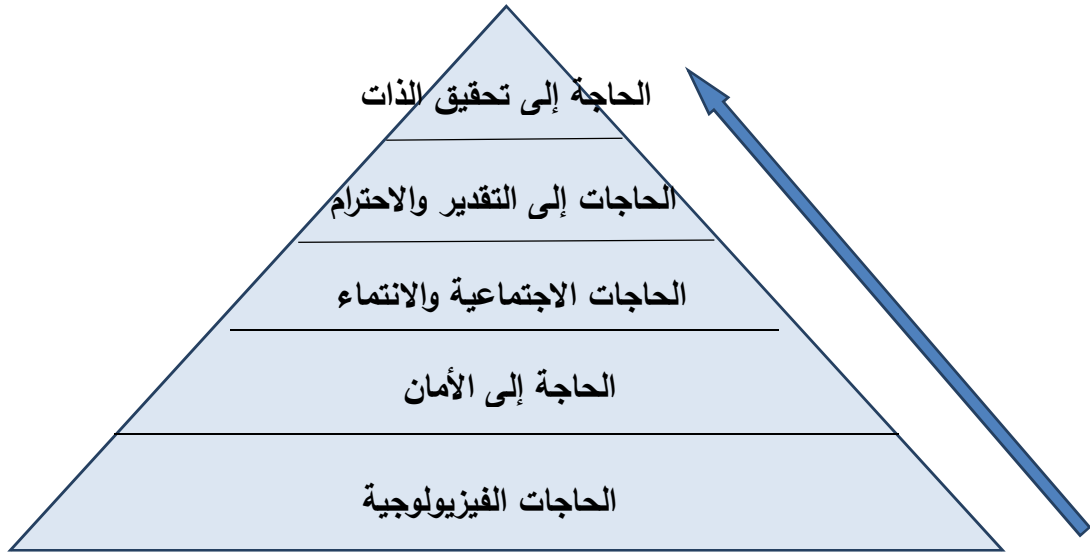 الحاجة إلى تحقيق الذات
الحاجات إلى التقدير والاحترام
الحاجات الاجتماعية والانتماء
الحاجة إلى الأمان
الحاجات الفيزيولوجية